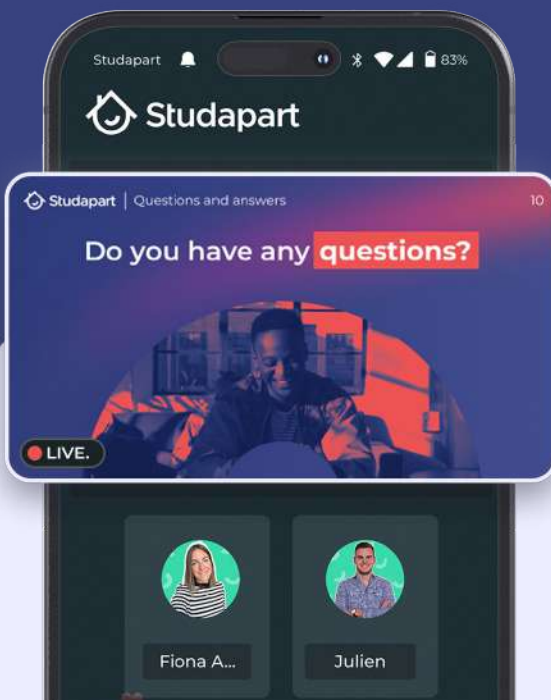 Studapart 83%
Studapart
Studapart | Questions and answers 10
Do you have any questions?
LIVE.
Fiona A... Julien